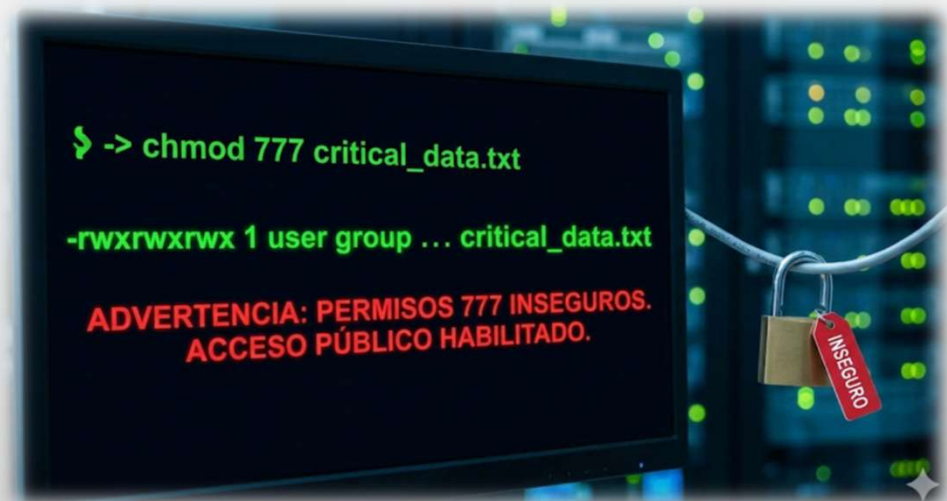 $ -> chmod 777 critical_data.txt
-rwxrwxrwx 1 user group ... critical_data.txt
ADVERTENCIA: PERMISOS 777 INSEGUROS.
ACCESO PÚBLICO HABILITADO.
INSEGURO